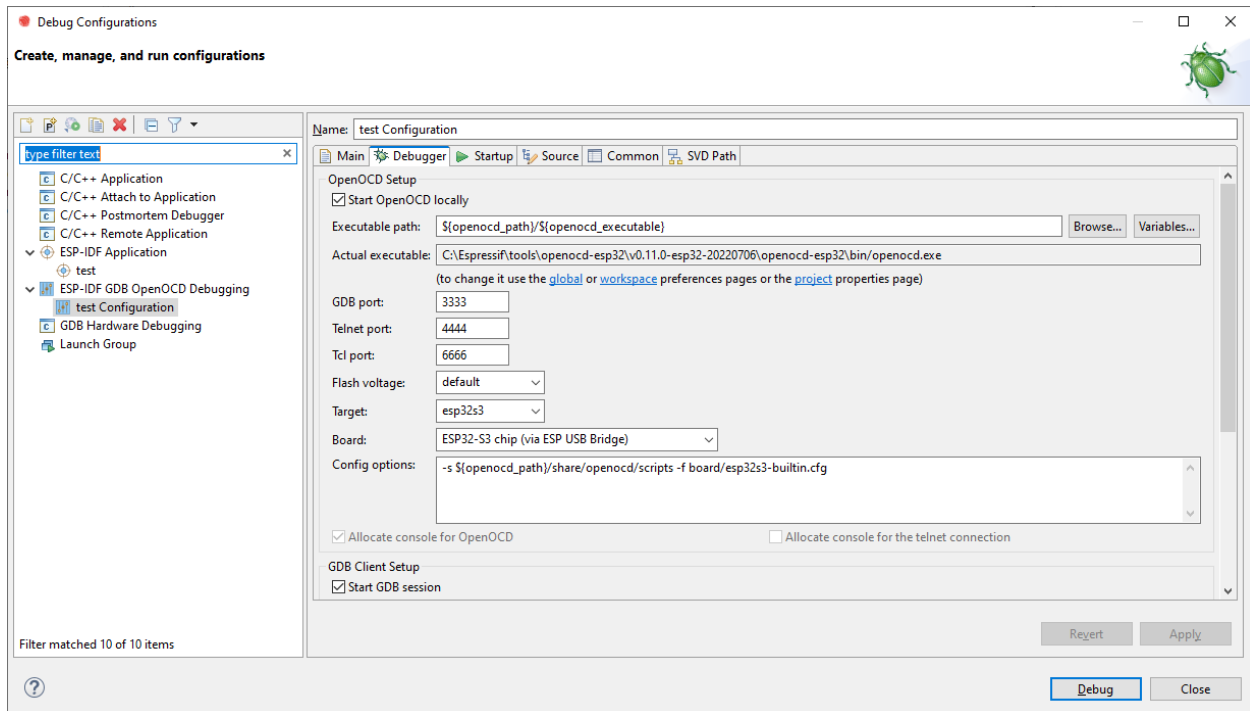 Debug Configurations
Create, manage, and run configurations
type filter text
C/C++ Application
C/C++ Attach to Application
C/C++ Postmortem Debugger
C/C++ Remote Application
ESP-IDF Application
test
ESP-IDF GDB OpenOCD Debugging
test Configuration
GDB Hardware Debugging
Launch Group
Filter matched 10 of 10 items
Name: test Configuration
Main Debugger Startup Source Common SVD Path
OpenOCD Setup
Start OpenOCD locally
Executable path: ${openocd_path}/${openocd_executable} Browse... Variables...
Actual executable: C:\Espressif\tools\openocd-esp32\v0.11.0-esp32-20220706\openocd-esp32\bin/openocd.exe
(to change it use the global or workspace preferences pages or the project properties page)
GDB port: 3333
Telnet port: 4444
Tcl port: 6666
Flash voltage: default
Target: esp32s3
Board: ESP32-S3 chip (via ESP USB Bridge)
Config options: -s ${openocd_path}/share/openocd/scripts -f board/esp32s3-builtin.cfg
Allocate console for OpenOCD Allocate console for the telnet connection
GDB Client Setup
Start GDB session
Revert Apply
Debug Close